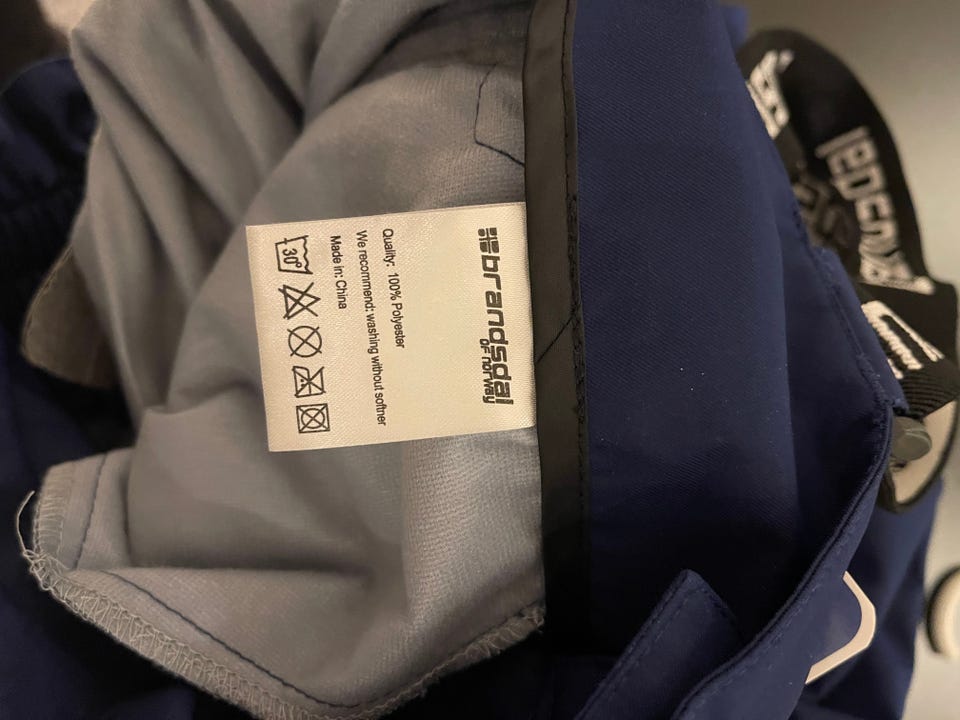 brandsdal
OF norway
Quality: 100% Polyester
We recommend: washing without softner
Made in: China
30°